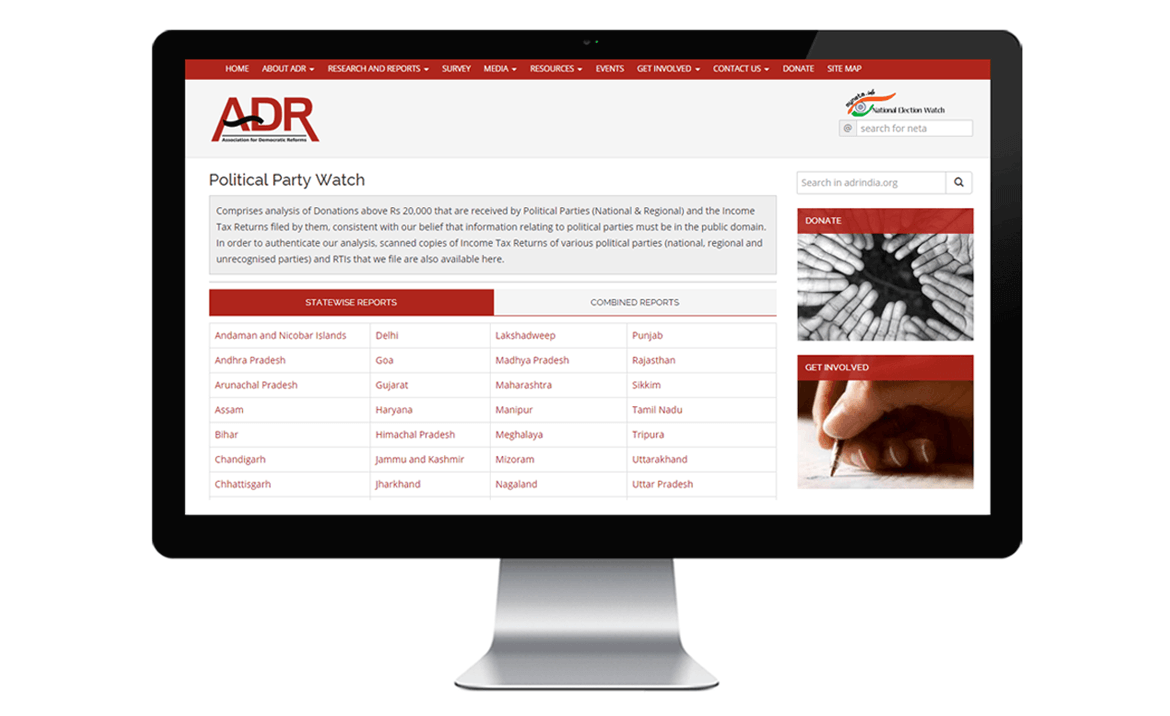 HOME ABOUT ADR RESEARCH AND REPORTS SURVEY MEDIA RESOURCES EVENTS GET INVOLVED CONTACT US DONATE SITE MAP
ADR
Association for Democratic Reforms
myneta.info
National Election Watch
@ search for neta
Political Party Watch
Search in adrindia.org
Comprises analysis of Donations above Rs 20,000 that are received by Political Parties (National & Regional) and the Income
Tax Returns filed by them, consistent with our belief that information relating to political parties must be in the public domain.
In order to authenticate our analysis, scanned copies of Income Tax Returns of various political parties (national, regional and
unrecognised parties) and RTIs that we file are also available here.
DONATE
STATEWISE REPORTS COMBINED REPORTS
Andaman and Nicobar Islands Delhi Lakshadweep Punjab
Andhra Pradesh Goa Madhya Pradesh Rajasthan
GET INVOLVED
Arunachal Pradesh Gujarat Maharashtra Sikkim
Assam Haryana Manipur Tamil Nadu
Bihar Himachal Pradesh Meghalaya Tripura
Chandigarh Jammu and Kashmir Mizoram Uttarakhand
Chhattisgarh Jharkhand Nagaland Uttar Pradesh